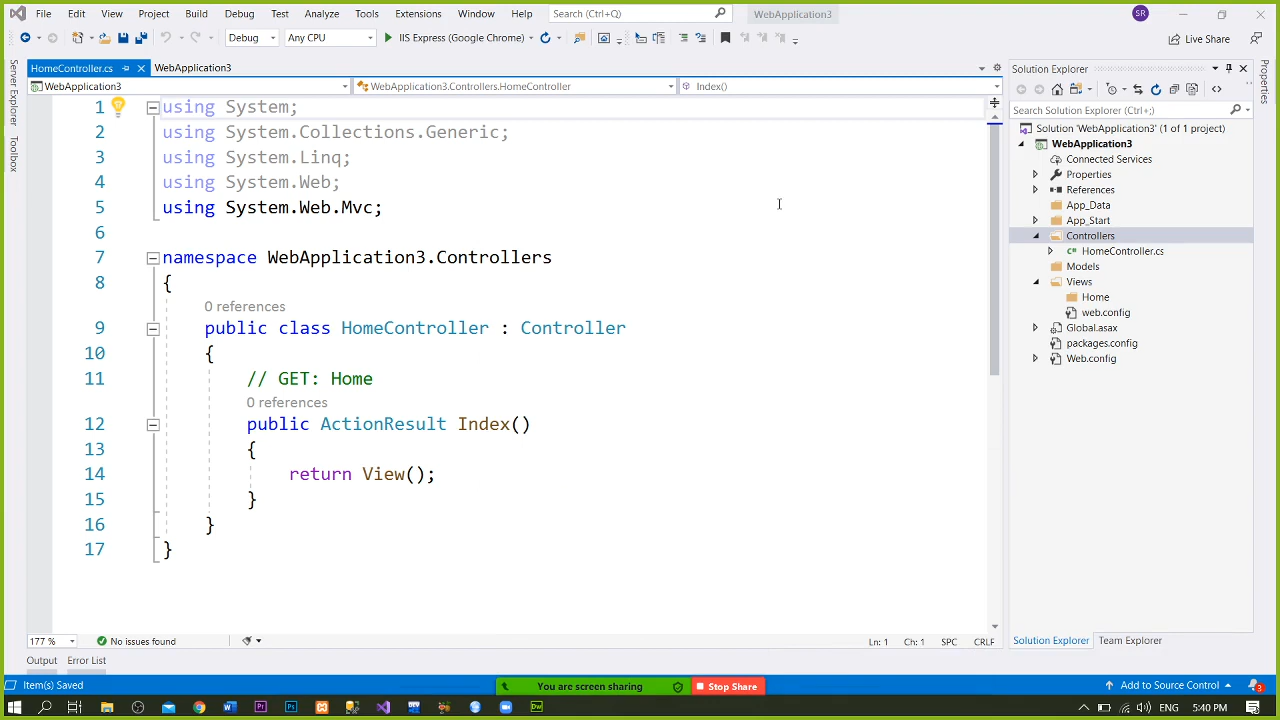 File Edit View Project Build Debug Test Analyze Tools Extensions Window Help Search (Ctrl+Q) WebApplication3 SR
Debug Any CPU IIS Express (Google Chrome) Live Share
Server Explorer
Toolbox
HomeController.cs WebApplication3
WebApplication3 WebApplication3.Controllers.HomeController Index()
1 using System;
2 using System.Collections.Generic;
3 using System.Linq;
4 using System.Web;
5 using System.Web.Mvc;
6
7 namespace WebApplication3.Controllers
8 {
0 references
9 public class HomeController : Controller
10 {
11 // GET: Home
0 references
12 public ActionResult Index()
13 {
14 return View();
15 }
16 }
17 }
177 % No issues found Ln: 1 Ch: 1 SPC CRLF
Output Error List
Solution Explorer
Search Solution Explorer (Ctrl+;)
Solution 'WebApplication3' (1 of 1 project)
WebApplication3
Connected Services
Properties
References
App_Data
App_Start
Controllers
HomeController.cs
Models
Views
Home
web.config
Global.asax
packages.config
Web.config
Solution Explorer Team Explorer
Properties
Item(s) Saved You are screen sharing Stop Share Add to Source Control 3
ENG 5:40 PM